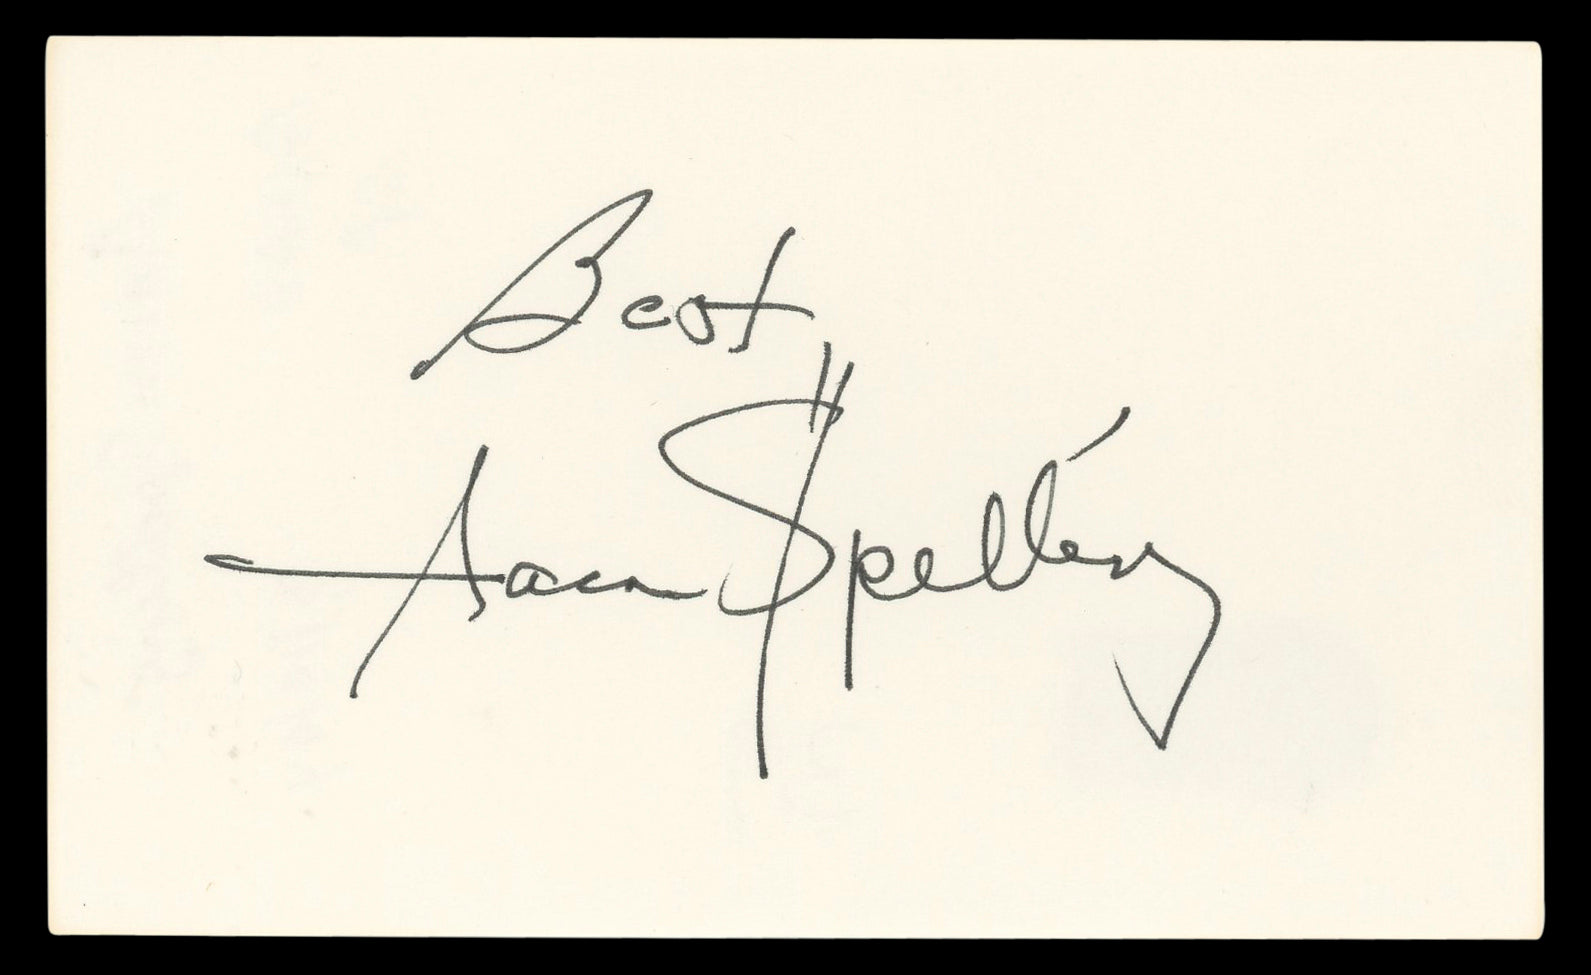 Best,
Aaron Spelling